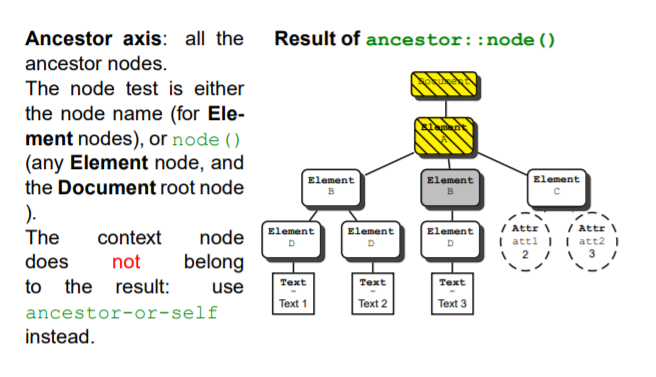 Ancestor axis: all the
ancestor nodes.
The node test is either
the node name (for Ele-
ment nodes), or node()
(any Element node, and
the Document root node
).
The context node
does not belong
to the result: use
ancestor-or-self
instead.
Result of ancestor::node()
Document
Element
A
Element
B
Element
B
Element
C
Element
D
Element
D
Element
D
Attr
att1
2
Attr
att2
3
Text
–
Text 1
Text
–
Text 2
Text
–
Text 3